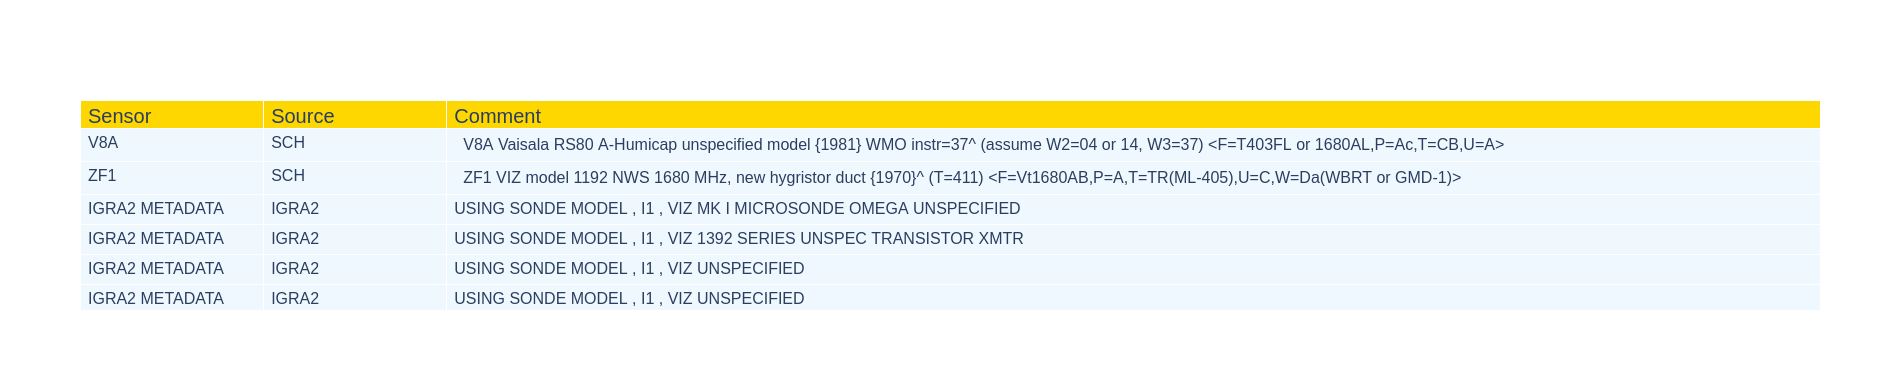 Sensor Source Comment
V8A SCH V8A Vaisala RS80 A-Humicap unspecified model {1981} WMO instr=37^ (assume W2=04 or 14, W3=37) <F=T403FL or 1680AL,P=Ac,T=CB,U=A>
ZF1 SCH ZF1 VIZ model 1192 NWS 1680 MHz, new hygristor duct {1970}^ (T=411) <F=Vt1680AB,P=A,T=TR(ML-405),U=C,W=Da(WBRT or GMD-1)>
IGRA2 METADATA IGRA2 USING SONDE MODEL , I1 , VIZ MK I MICROSONDE OMEGA UNSPECIFIED
IGRA2 METADATA IGRA2 USING SONDE MODEL , I1 , VIZ 1392 SERIES UNSPEC TRANSISTOR XMTR
IGRA2 METADATA IGRA2 USING SONDE MODEL , I1 , VIZ UNSPECIFIED
IGRA2 METADATA IGRA2 USING SONDE MODEL , I1 , VIZ UNSPECIFIED